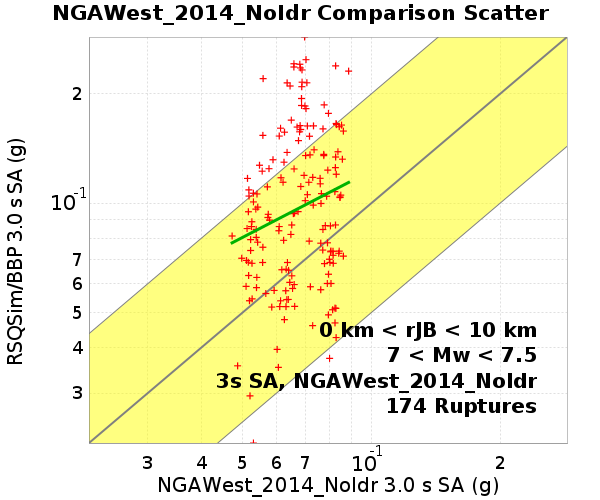 NGAWest_2014_NoIdr Comparison Scatter
RSQSim/BBP 3.0 s SA (g)
2
10⁻¹
7
6
5
4
3
0 km < rJB < 10 km
7 < Mw < 7.5
3s SA, NGAWest_2014_NoIdr
174 Ruptures
3 4 5 6 7 10⁻¹ 2
NGAWest_2014_NoIdr 3.0 s SA (g)